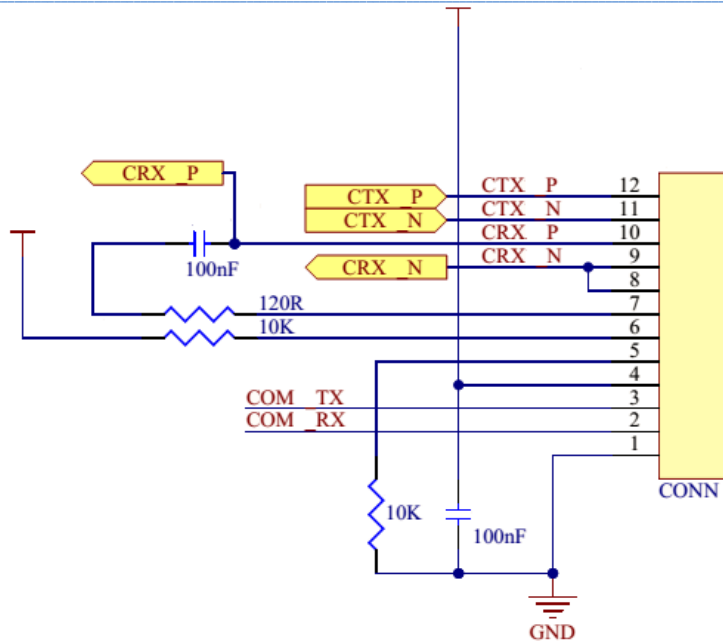 CRX _P
CTX _P
CTX _P
12
CTX _N
CTX _N
11
CRX _P
10
100nF
CRX _N
CRX _N
9
8
120R
7
10K
6
5
4
COM _TX
3
COM _RX
2
1
CONN
10K
100nF
GND